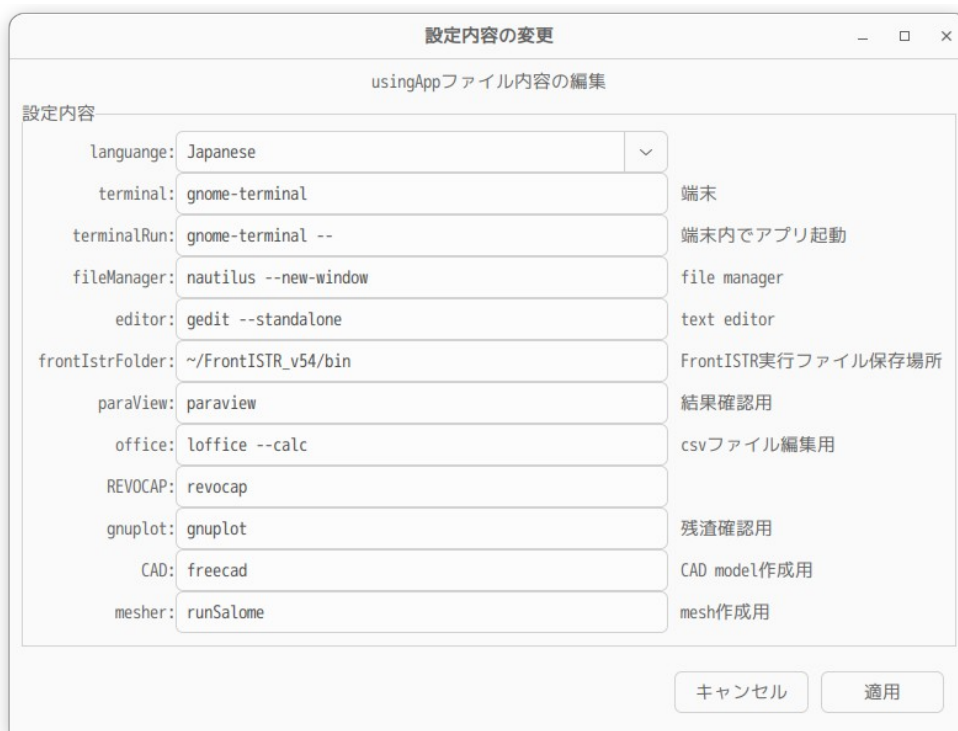 設定内容の変更
usingAppファイル内容の編集
設定内容
languange: Japanese
terminal: gnome-terminal 端末
terminalRun: gnome-terminal -- 端末内でアプリ起動
fileManager: nautilus --new-window file manager
editor: gedit --standalone text editor
frontIstrFolder: ~/FrontISTR_v54/bin FrontISTR実行ファイル保存場所
paraView: paraview 結果確認用
office: loffice --calc csvファイル編集用
REVOCAP: revocap
gnuplot: gnuplot 残渣確認用
CAD: freecad CAD model作成用
mesher: runSalome mesh作成用
キャンセル 適用